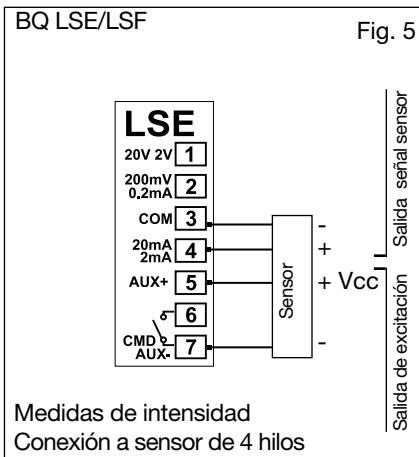 BQ LSE/LSF
Fig. 5
LSE
20V 2V 1
200mV
0.2mA 2
COM 3
20mA
2mA 4
AUX+ 5
6
CMD
AUX- 7
Sensor
-
+
+ Vcc
-
Salida señal sensor
Salida de excitación
Medidas de intensidad
Conexión a sensor de 4 hilos